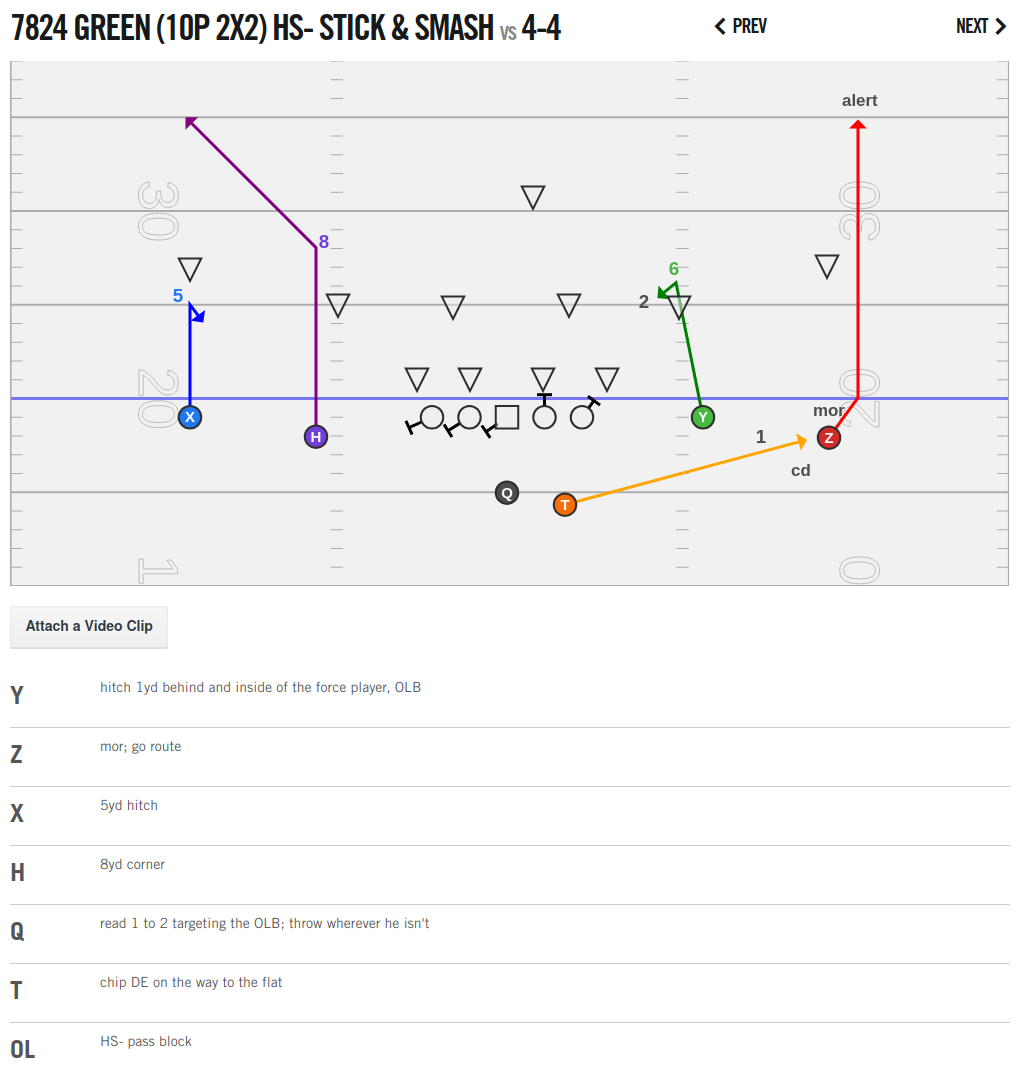 7824 GREEN (10P 2X2) HS- STICK & SMASH VS 4-4
PREV
NEXT
alert
30
30
8
6
5
2
20
20
X
H
Y
mor
Z
1
cd
Q
T
1
0
Attach a Video Clip
Y hitch 1yd behind and inside of the force player, OLB
Z mor; go route
X 5yd hitch
H 8yd corner
Q read 1 to 2 targeting the OLB; throw wherever he isn't
T chip DE on the way to the flat
OL HS- pass block